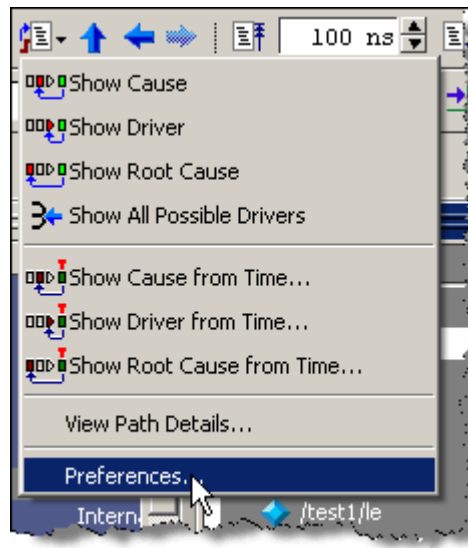 100 ns
Show Cause
Show Driver
Show Root Cause
Show All Possible Drivers
Show Cause from Time...
Show Driver from Time...
Show Root Cause from Time...
View Path Details...
Preferences...
/test1/le